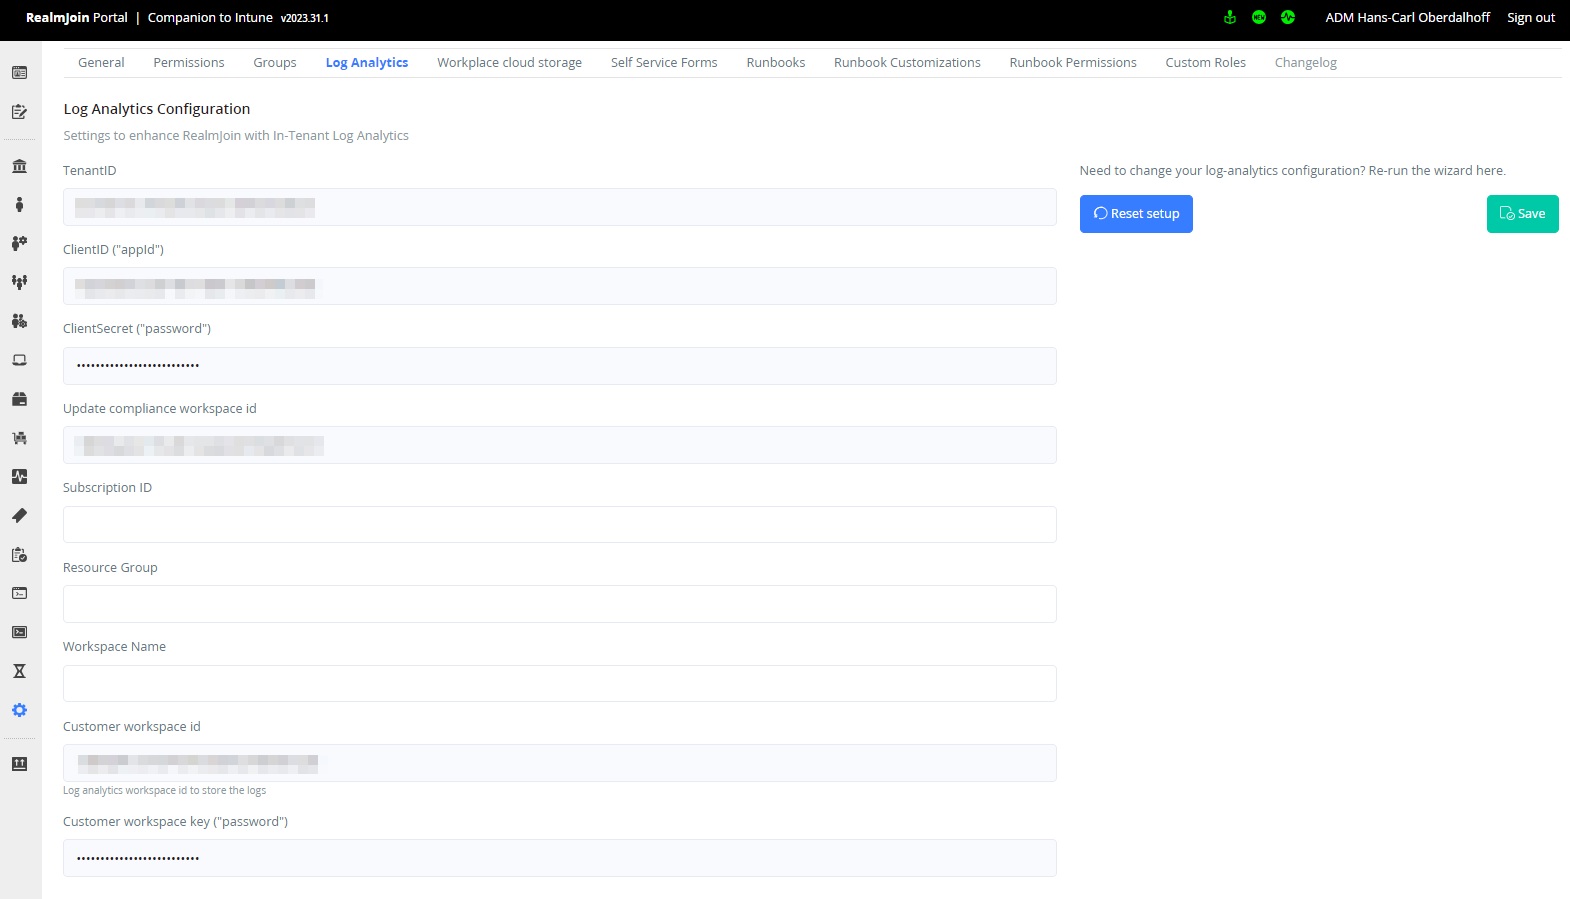 RealmJoin Portal | Companion to Intune v2023.31.1
NEW
ADM Hans-Carl Oberdalhoff Sign out
General Permissions Groups Log Analytics Workplace cloud storage Self Service Forms Runbooks Runbook Customizations Runbook Permissions Custom Roles Changelog
Log Analytics Configuration
Settings to enhance RealmJoin with In-Tenant Log Analytics
TenantID
Need to change your log-analytics configuration? Re-run the wizard here.
Reset setup
Save
ClientID ("appId")
ClientSecret ("password")
Update compliance workspace id
Subscription ID
Resource Group
Workspace Name
Customer workspace id
Log analytics workspace id to store the logs
Customer workspace key ("password")